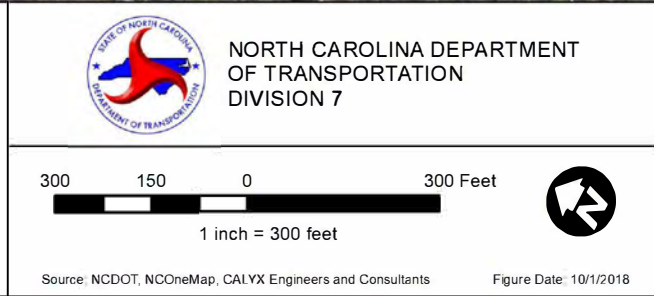 STATE OF NORTH CAROLINA
DEPARTMENT OF TRANSPORTATION
NORTH CAROLINA DEPARTMENT
OF TRANSPORTATION
DIVISION 7
300 150 0 300 Feet
N
1 inch = 300 feet
Source: NCDOT, NCOneMap, CALYX Engineers and Consultants Figure Date: 10/1/2018